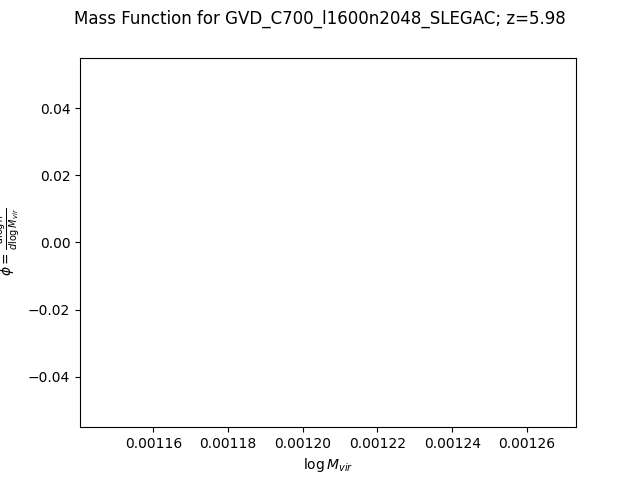 Mass Function for GVD_C700_l1600n2048_SLEGAC; z=5.98
0.04
0.02
0.00
−0.02
−0.04
ϕ = d log M_vir
0.00116 0.00118 0.00120 0.00122 0.00124 0.00126
log M_vir